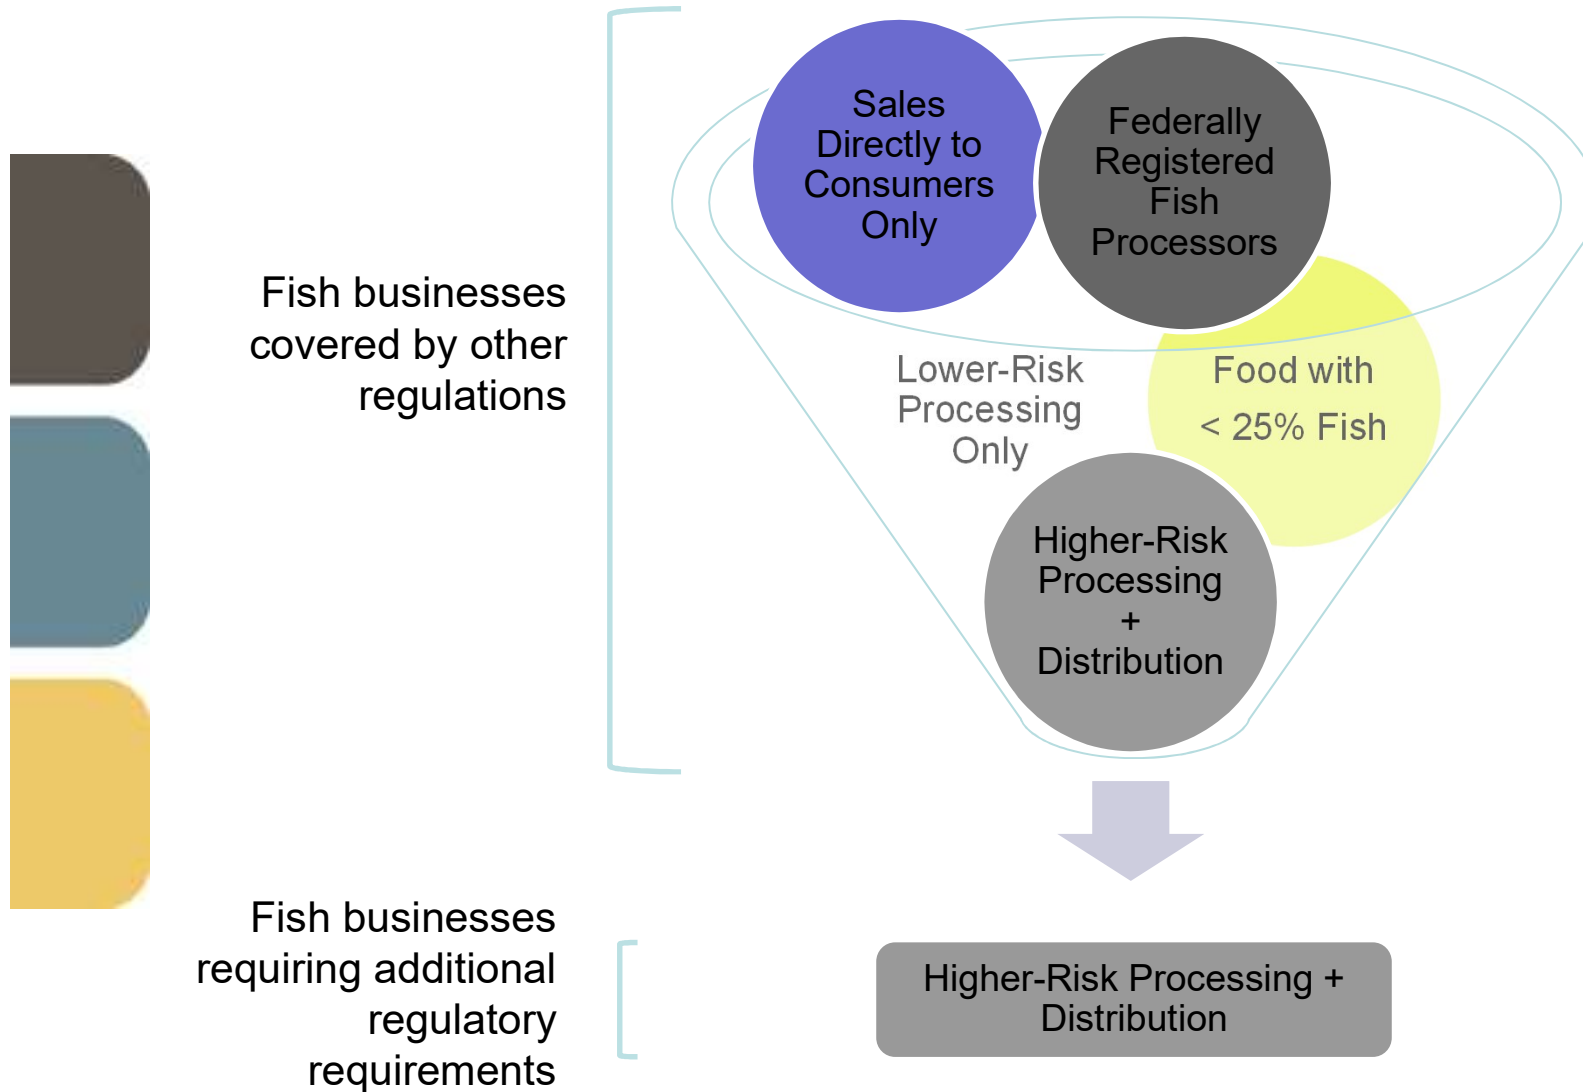 Sales
Directly to
Consumers
Only
Federally
Registered
Fish
Processors
Fish businesses
covered by other
regulations
Lower-Risk
Processing
Only
Food with
< 25% Fish
Higher-Risk
Processing
+
Distribution
Fish businesses
requiring additional
regulatory
requirements
Higher-Risk Processing +
Distribution